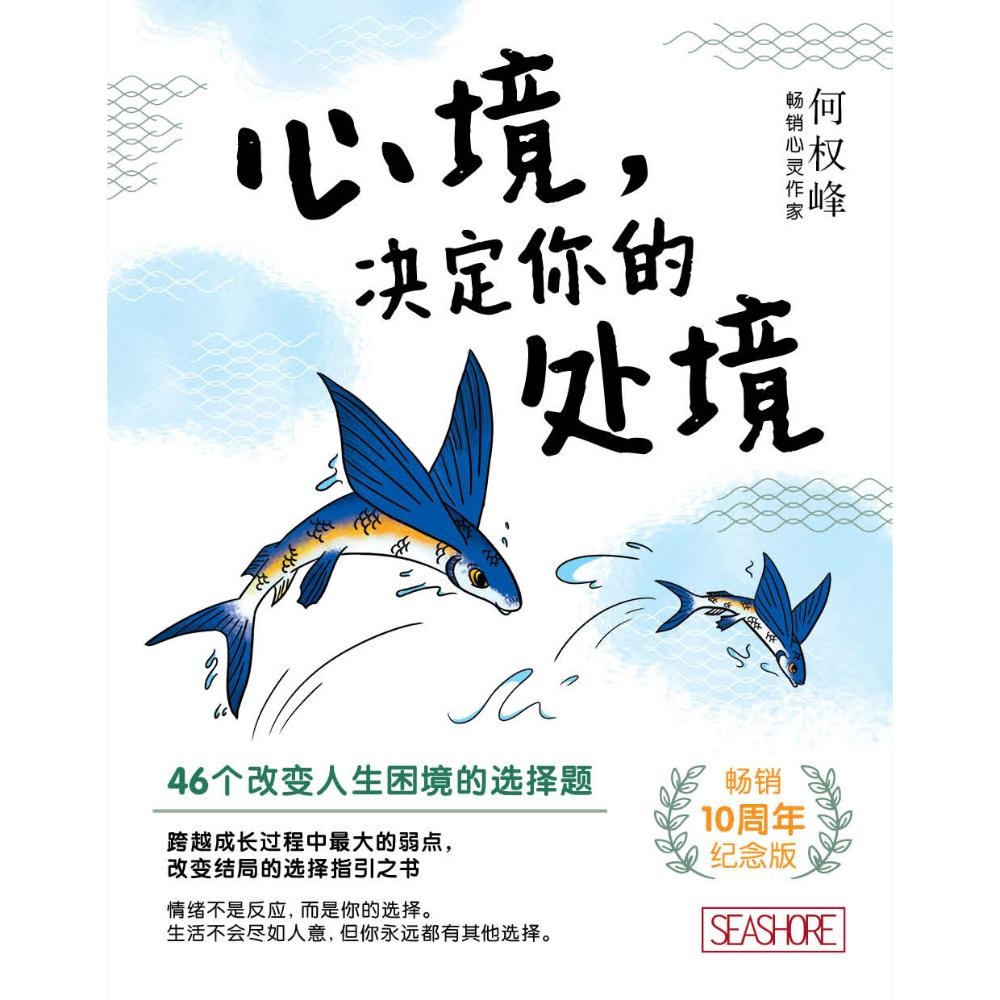 心境，
决定你的
处境
何权峰
畅销心灵作家
46个改变人生困境的选择题
跨越成长过程中最大的弱点，
改变结局的选择指引之书
情绪不是反应，而是你的选择。
生活不会尽如人意，但你永远都有其他选择。
畅销
10周年
纪念版
SEASHORE